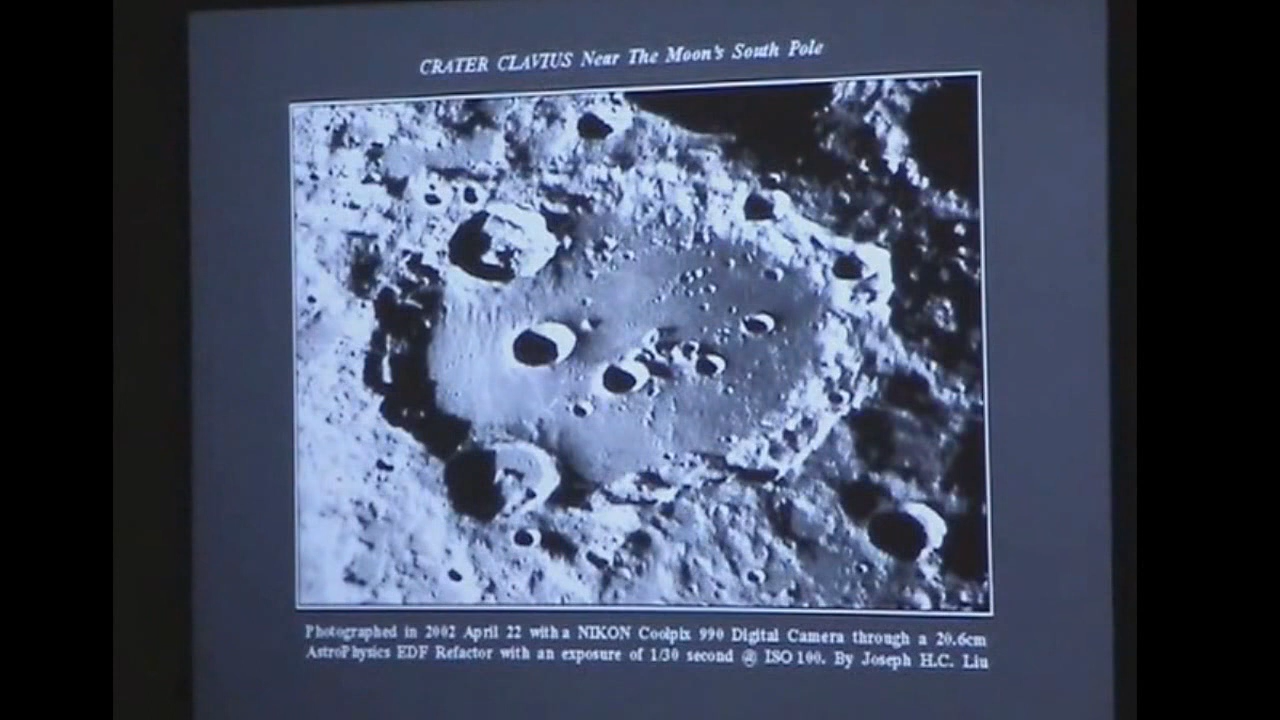 CRATER CLAVIUS Near The Moon's South Pole
Photographed in 2002 April 22 with a NIKON Coolpix 990 Digital Camera through a 20.6cm
AstroPhysics EDF Refactor with an exposure of 1/30 second @ ISO 100. By Joseph H.C. Liu